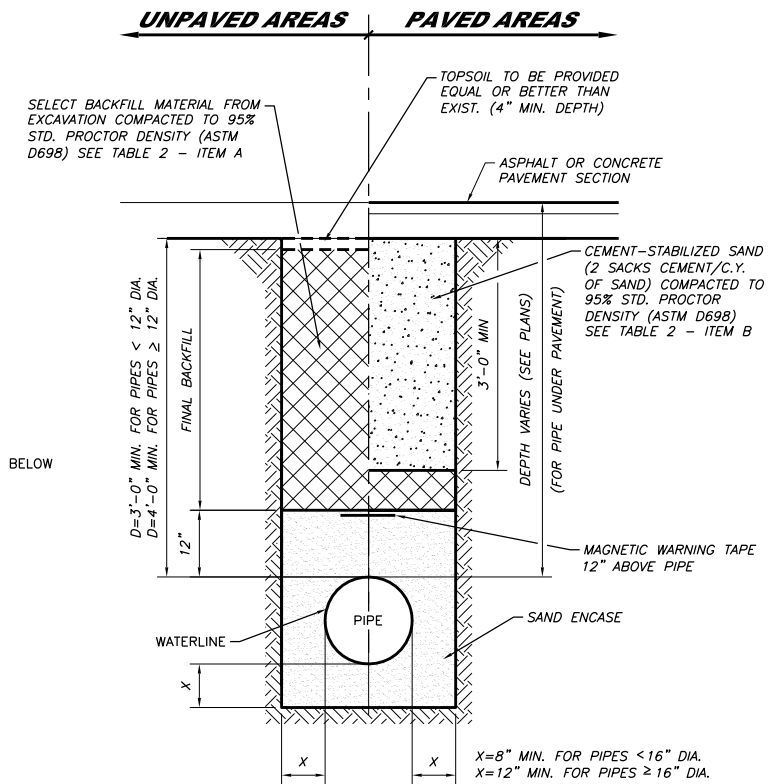 UNPAVED AREAS
PAVED AREAS
TOPSOIL TO BE PROVIDED
EQUAL OR BETTER THAN
EXIST. (4" MIN. DEPTH)
SELECT BACKFILL MATERIAL FROM
EXCAVATION COMPACTED TO 95%
STD. PROCTOR DENSITY (ASTM
D698) SEE TABLE 2 – ITEM A
ASPHALT OR CONCRETE
PAVEMENT SECTION
CEMENT–STABILIZED SAND
(2 SACKS CEMENT/C.Y.
OF SAND) COMPACTED TO
95% STD. PROCTOR
DENSITY (ASTM D698)
SEE TABLE 2 – ITEM B
D=3'-0" MIN. FOR PIPES < 12" DIA.
D=4'-0" MIN. FOR PIPES ≥ 12" DIA.
FINAL BACKFILL
3'-0" MIN
DEPTH VARIES (SEE PLANS)
(FOR PIPE UNDER PAVEMENT)
BELOW
12"
MAGNETIC WARNING TAPE
12" ABOVE PIPE
PIPE
SAND ENCASE
WATERLINE
X
X
X
X=8" MIN. FOR PIPES <16" DIA.
X=12" MIN. FOR PIPES ≥ 16" DIA.